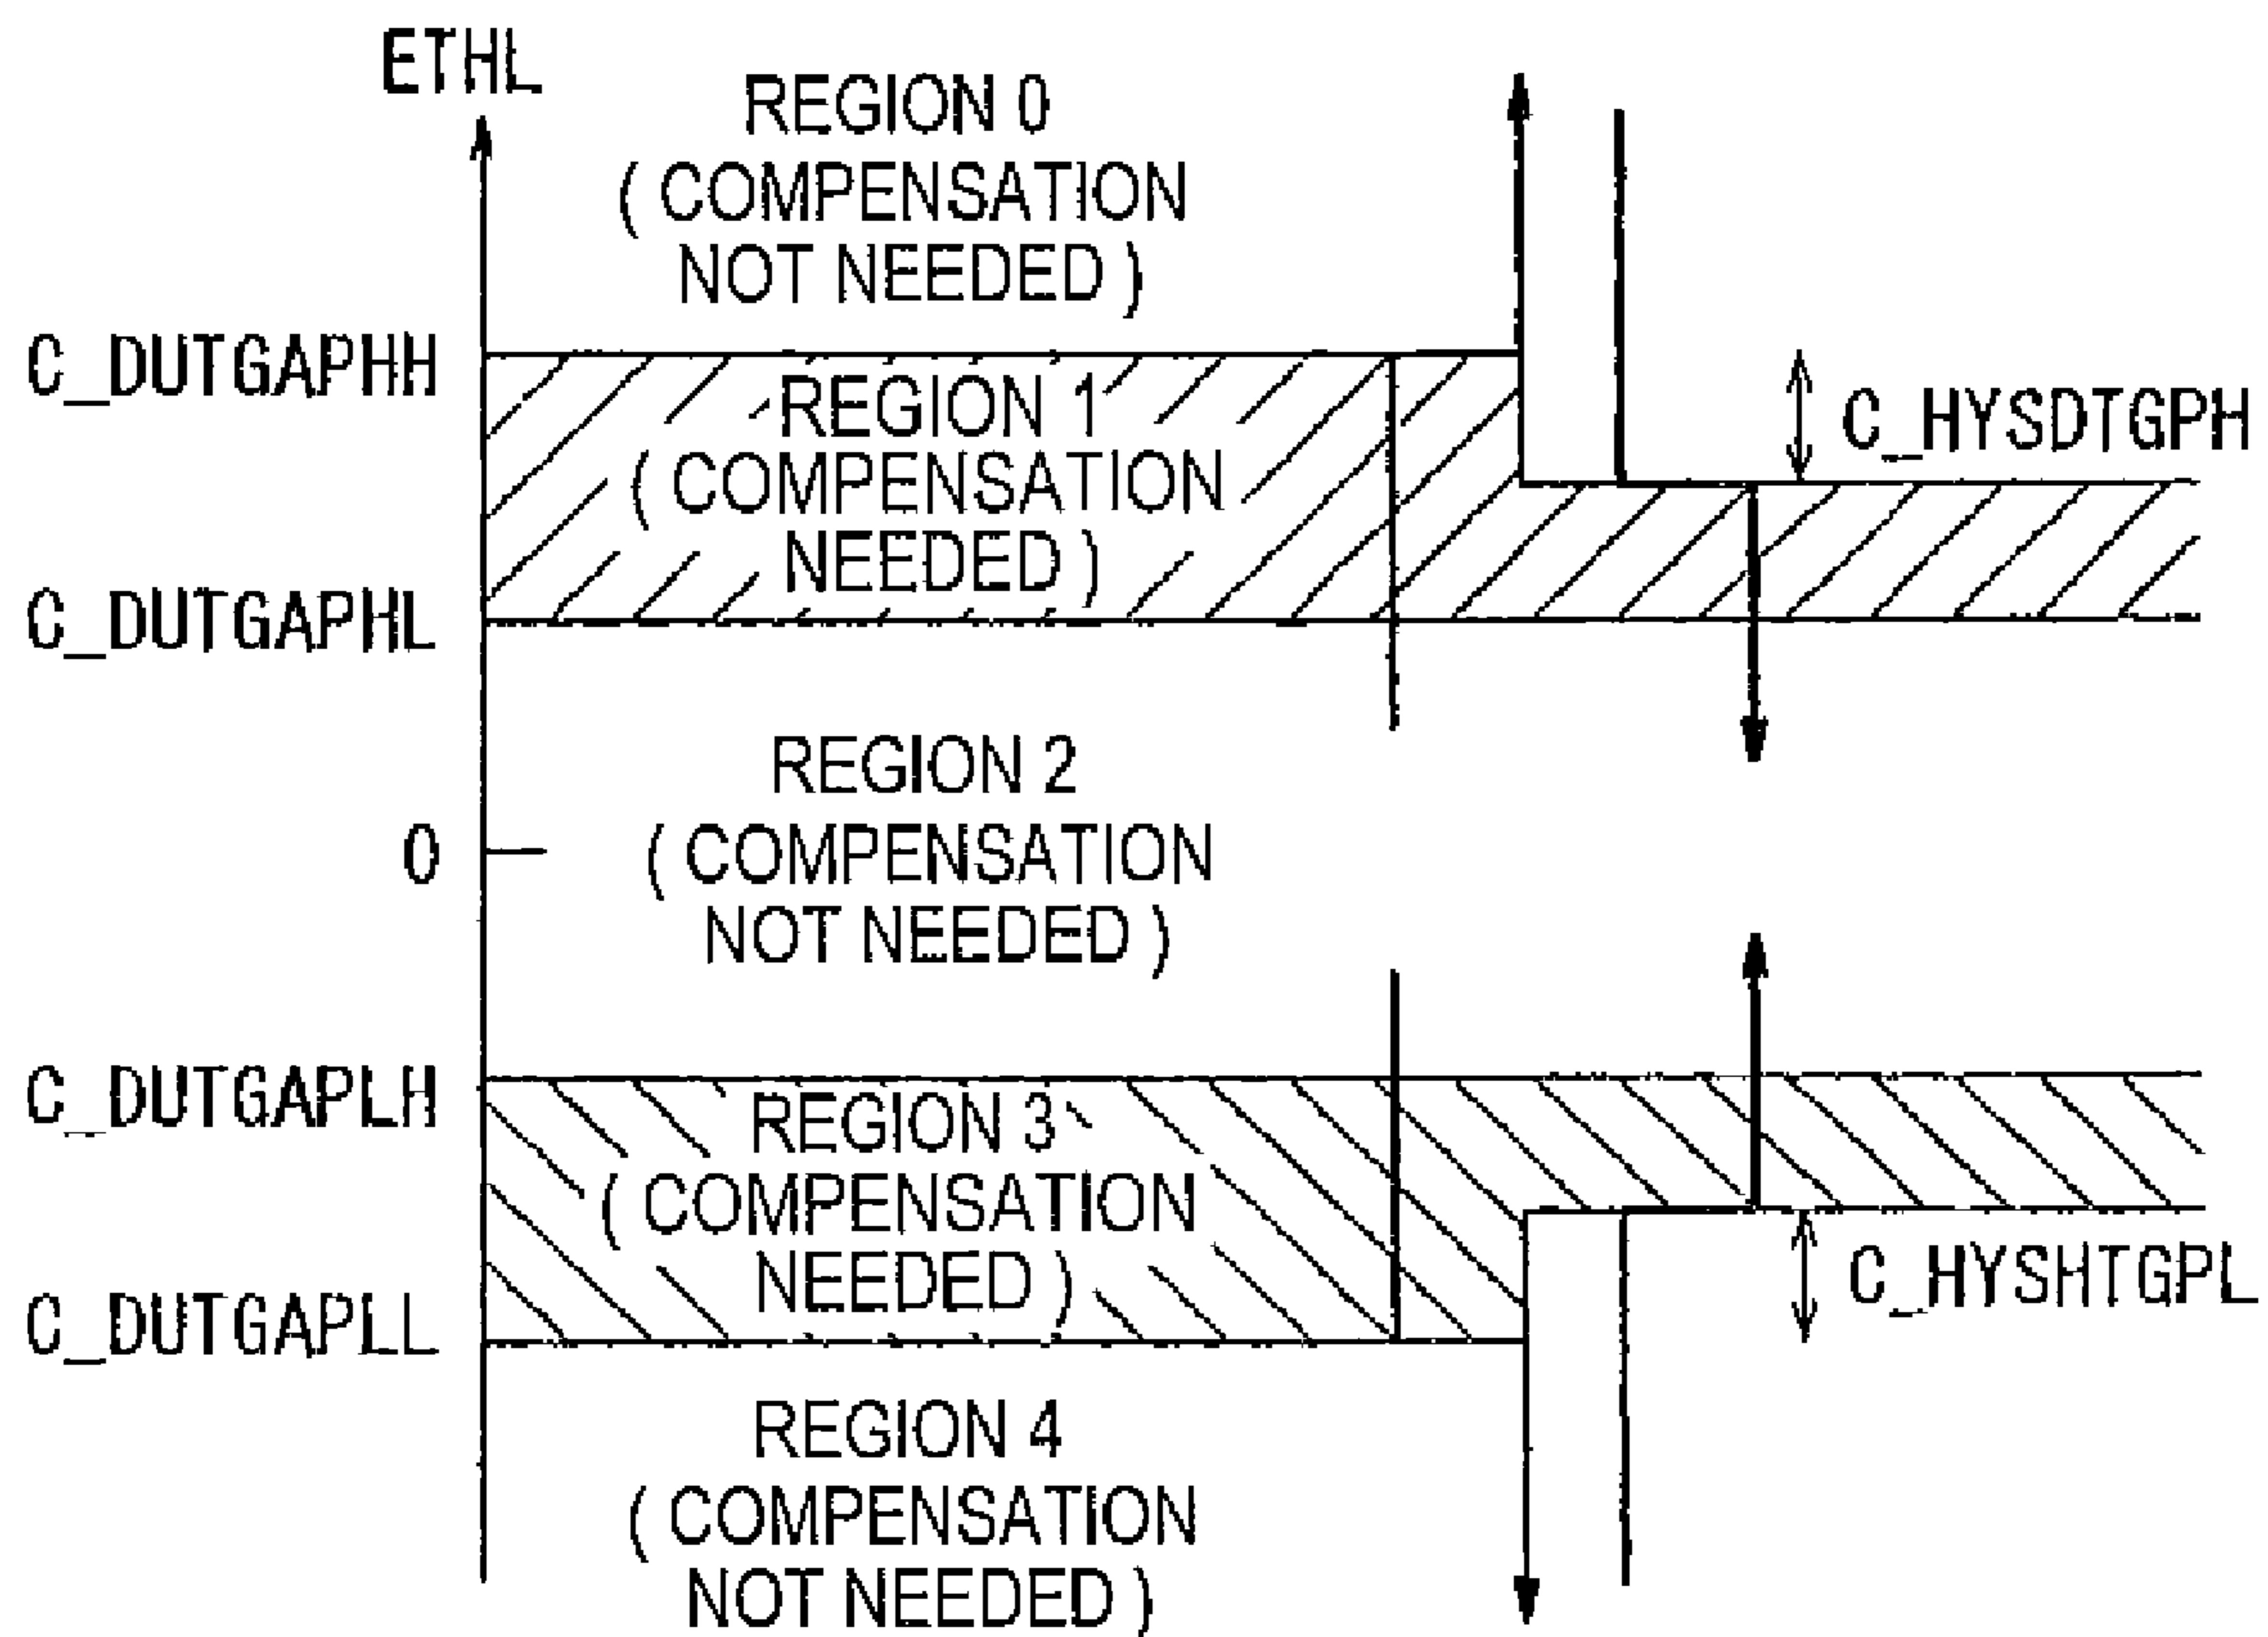 ETHL
REGION 0
( COMPENSATION
NOT NEEDED )
C_DUTGAPHH
REGION 1
( COMPENSATION
NEEDED )
C_HYSDTGPH
C_DUTGAPHL
REGION 2
0
( COMPENSATION
NOT NEEDED )
C_DUTGAPLH
REGION 3
( COMPENSATION
NEEDED )
C_HYSHTGPL
C_DUTGAPLL
REGION 4
( COMPENSATION
NOT NEEDED )